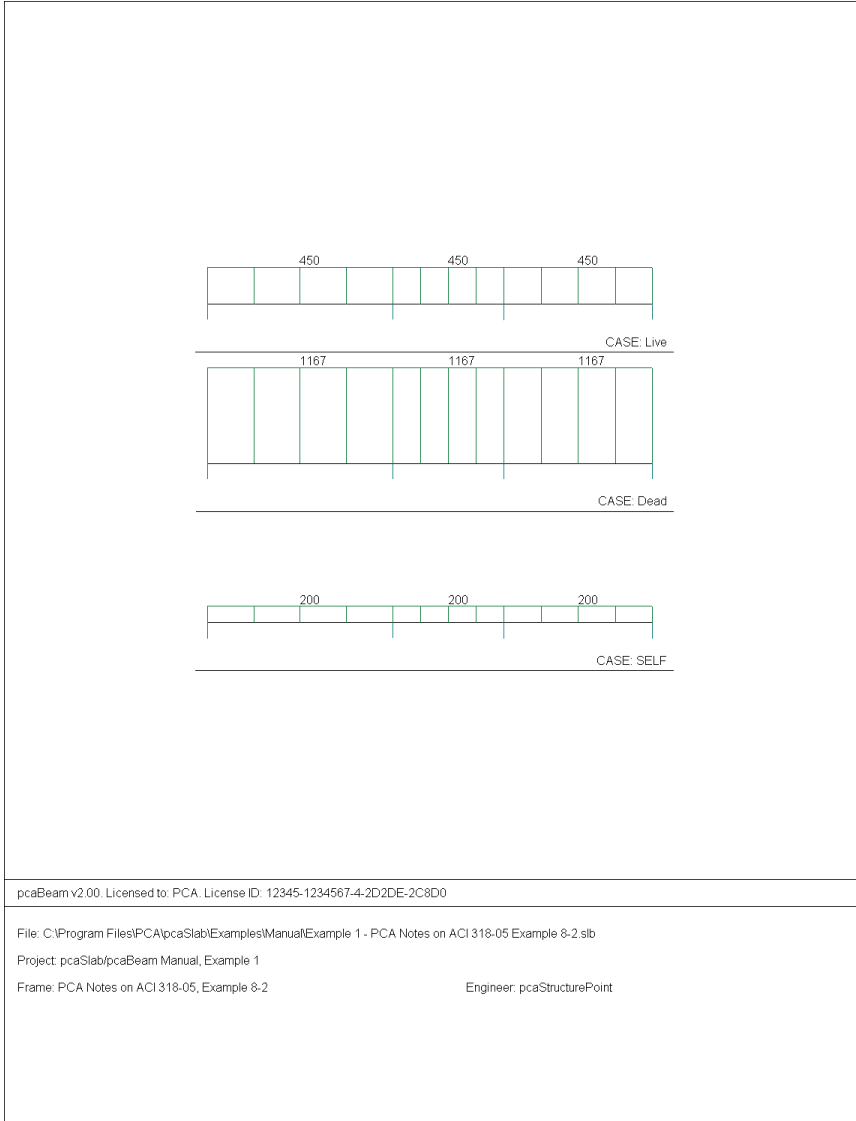 450 450 450
CASE: Live
1167 1167 1167
CASE: Dead
200 200 200
CASE: SELF
pcaBeam v2.00. Licensed to: PCA. License ID: 12345-1234567-4-2D2DE-2C8D0
File: C:\Program Files\PCA\pcaSlab\Examples\Manual\Example 1 - PCA Notes on ACI 318-05 Example 8-2.slb
Project: pcaSlab/pcaBeam Manual, Example 1
Frame: PCA Notes on ACI 318-05, Example 8-2 Engineer: pcaStructurePoint